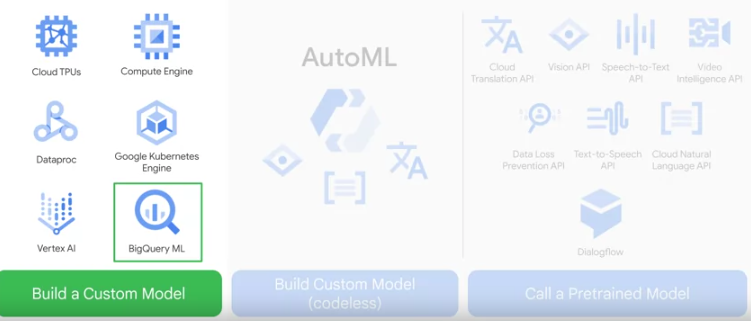 Cloud TPUs
Compute Engine
Dataproc
Google Kubernetes
Engine
Vertex AI
BigQuery ML
Build a Custom Model
AutoML
Build Custom Model
(codeless)
Cloud
Translation API
Vision API
Speech-to-Text
API
Video
Intelligence API
Data Loss
Prevention API
Text-to-Speech
API
Cloud Natural
Language API
Dialogflow
Call a Pretrained Model